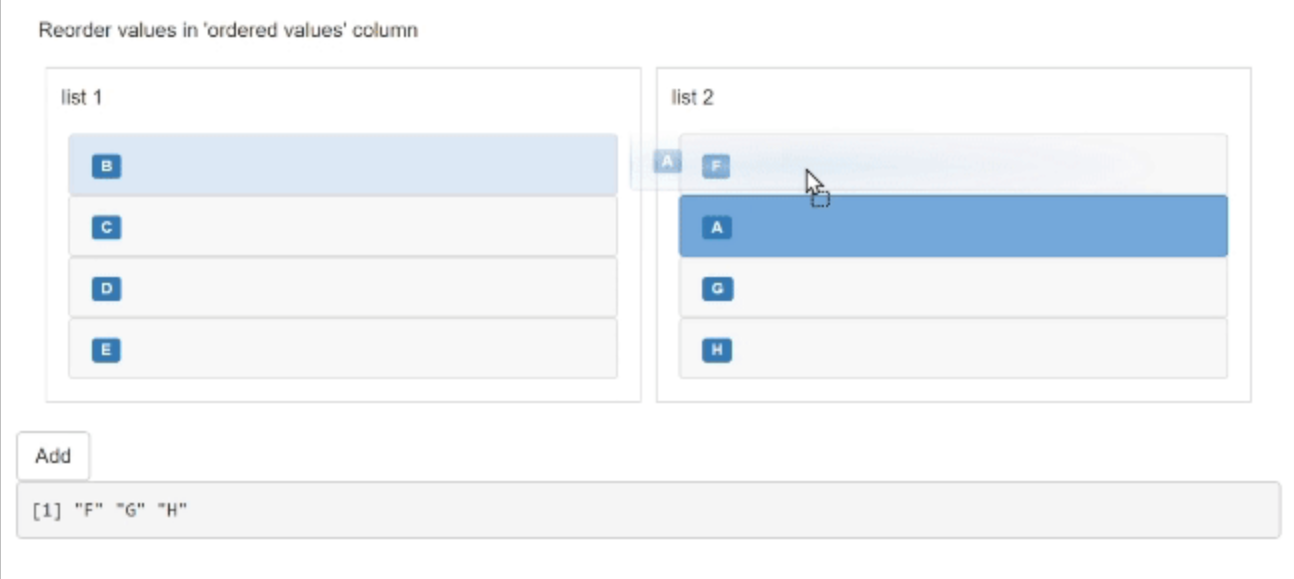 Reorder values in 'ordered values' column
list 1
list 2
B
C
D
E
A
F
A
G
H
Add
[1] "F" "G" "H"